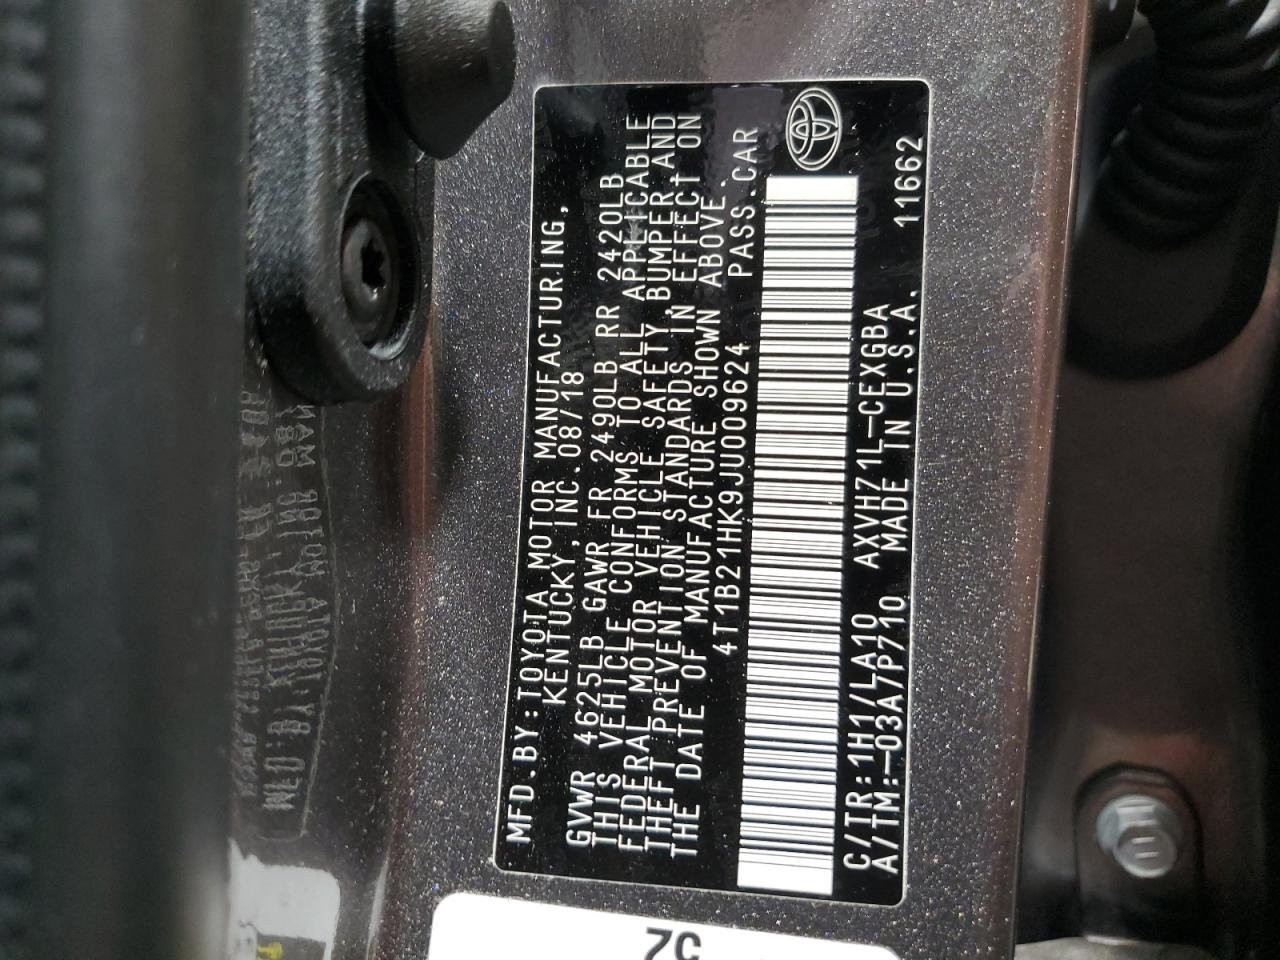 MFD.BY:TOYOTA MOTOR MANUFACTURING,
KENTUCKY,INC.08/18
GVWR 4625LB GAWR FR 2490LB RR 2420LB
THIS VEHICLE CONFORMS TO ALL APPLICABLE
FEDERAL MOTOR VEHICLE SAFETY,BUMPER AND
THEFT PREVENTION STANDARDS IN EFFECT ON
THE DATE OF MANUFACTURE SHOWN ABOVE.
4T1B21HK9JU009624 PASS.CAR
C/TR:1H1/LA10 AXVH71L-CEXGBA
A/TM:-03A/P710 MADE IN U.S.A. 11662
52